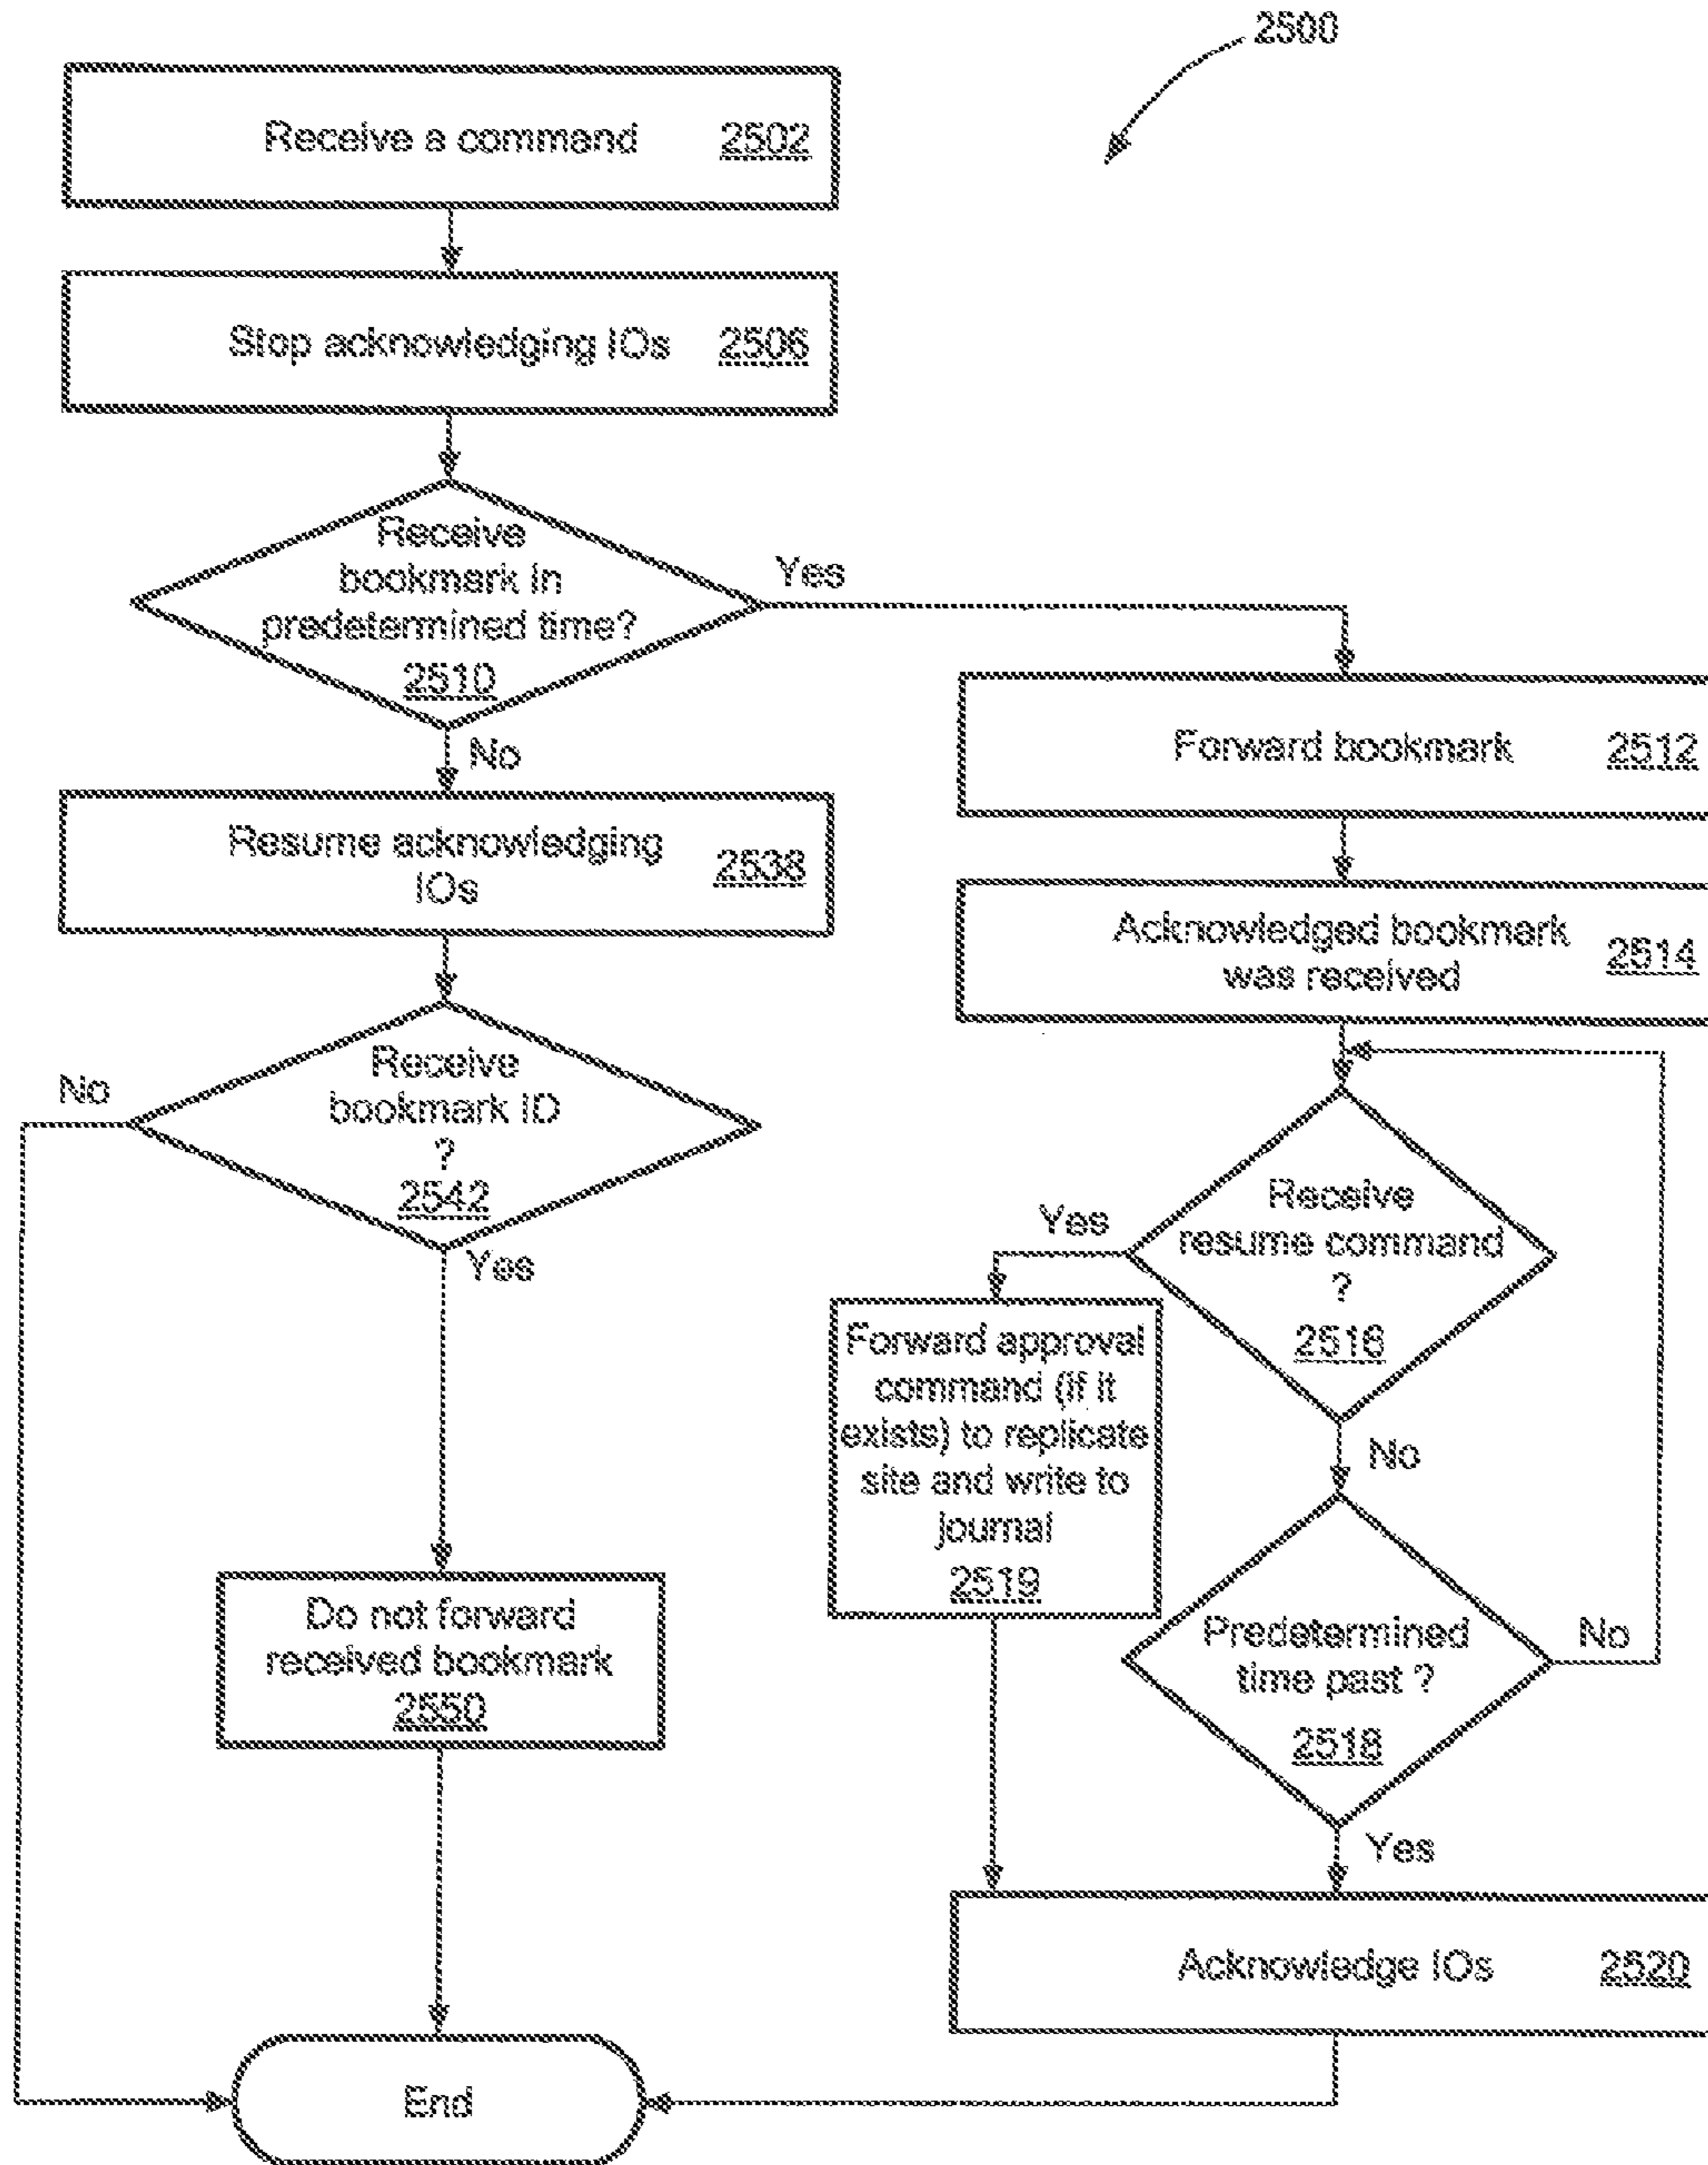 2500
Receive a command 2502
Stop acknowledging IOs 2506
Receive
bookmark in
predetermined time?
2510
Yes
No
Forward bookmark 2512
Resume acknowledging
IOs
2538
Acknowledged bookmark
was received
2514
No
Receive
bookmark ID
?
2542
Yes
Receive
resume command
?
2516
Yes
No
Forward approval
command (if it
exists) to replicate
site and write to
journal
2519
Predetermined
time past ?
2518
No
Yes
Do not forward
received bookmark
2550
Acknowledge IOs 2520
End